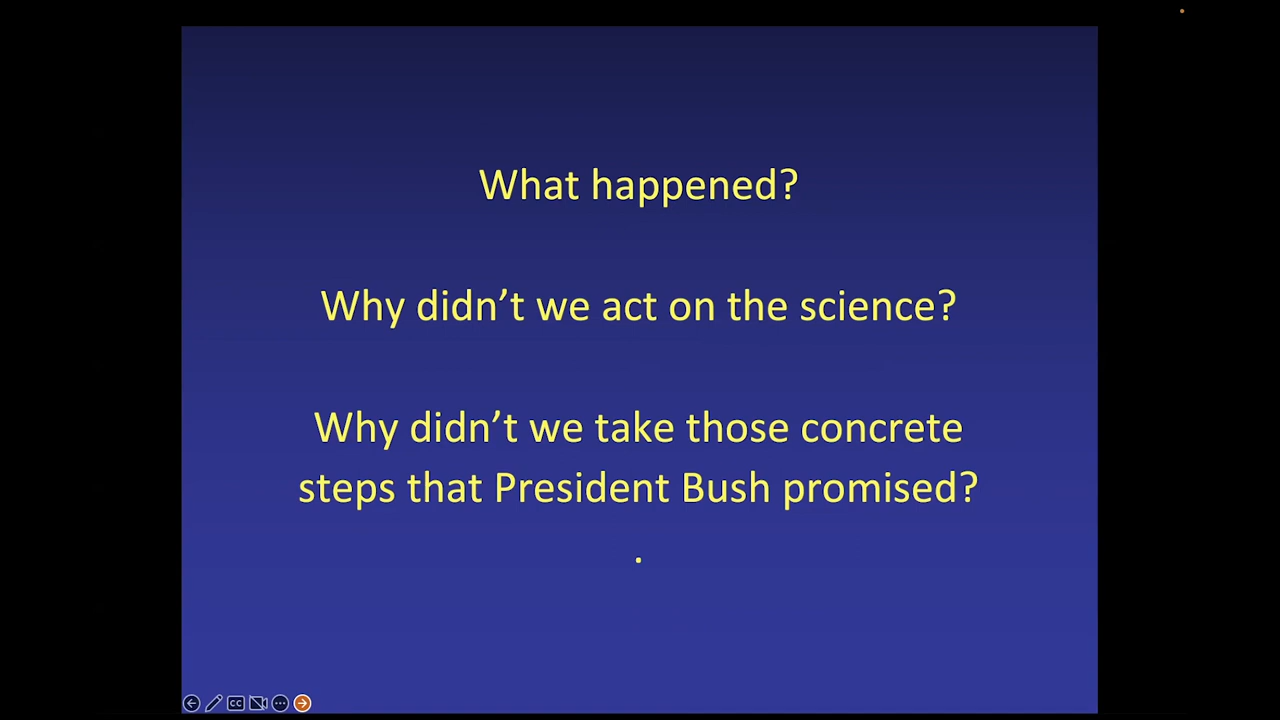 What happened?
Why didn’t we act on the science?
Why didn’t we take those concrete
steps that President Bush promised?
.
CC